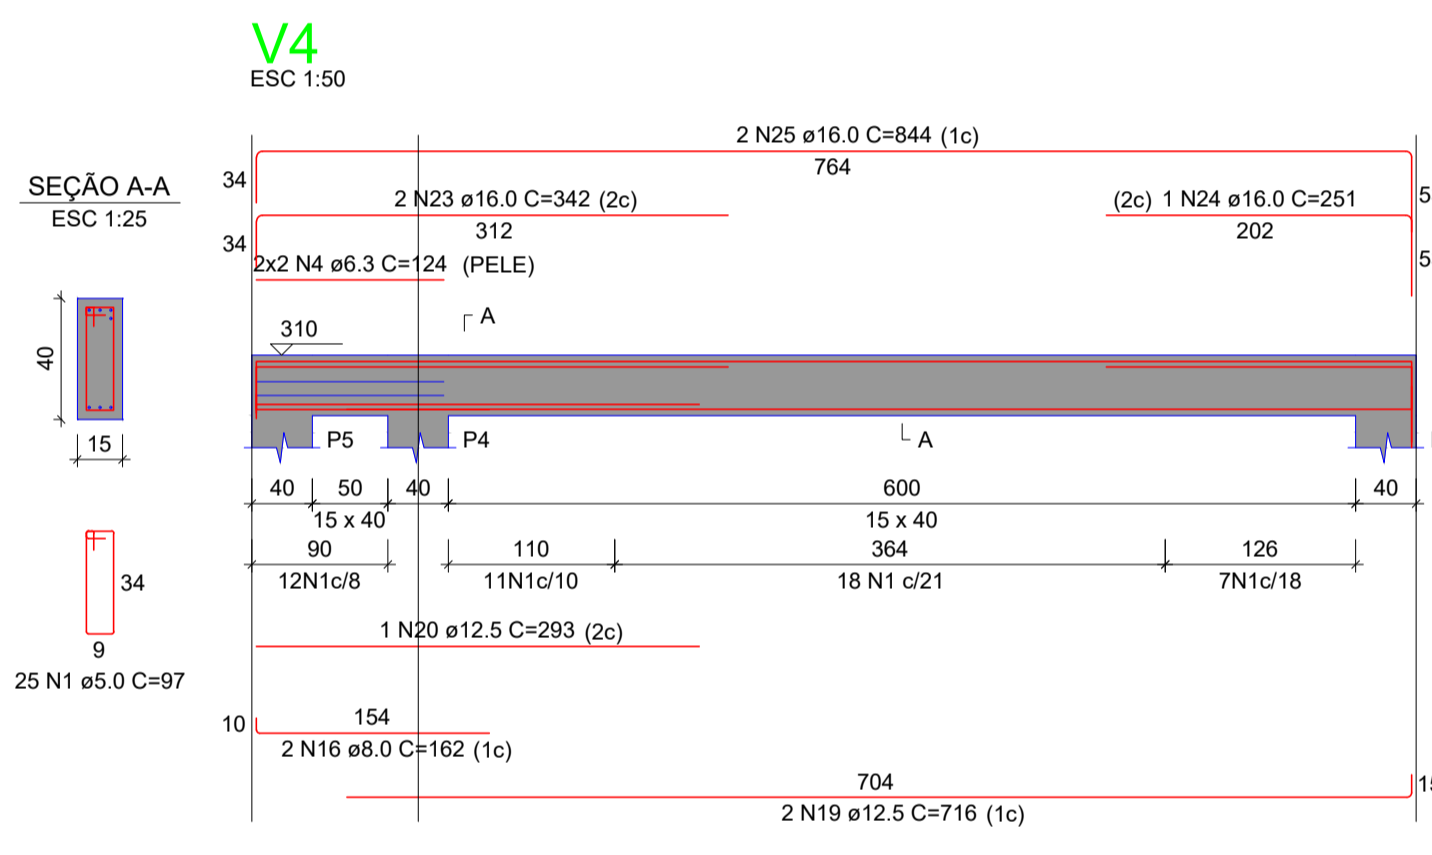 V4
ESC 1:50
2 N25 ø16.0 C=844 (1c)
764
34
5
SEÇÃO A-A
ESC 1:25
2 N23 ø16.0 C=342 (2c)
312
34
(2c) 1 N24 ø16.0 C=251
202
5
2x2 N4 ø6.3 C=124 (PELE)
A
310
40
15
P5
P4
A
40
50
40
600
40
15 x 40
15 x 40
90
110
364
126
12N1c/8
11N1c/10
18 N1 c/21
7N1c/18
34
9
25 N1 ø5.0 C=97
1 N20 ø12.5 C=293 (2c)
10
154
2 N16 ø8.0 C=162 (1c)
704
15
2 N19 ø12.5 C=716 (1c)